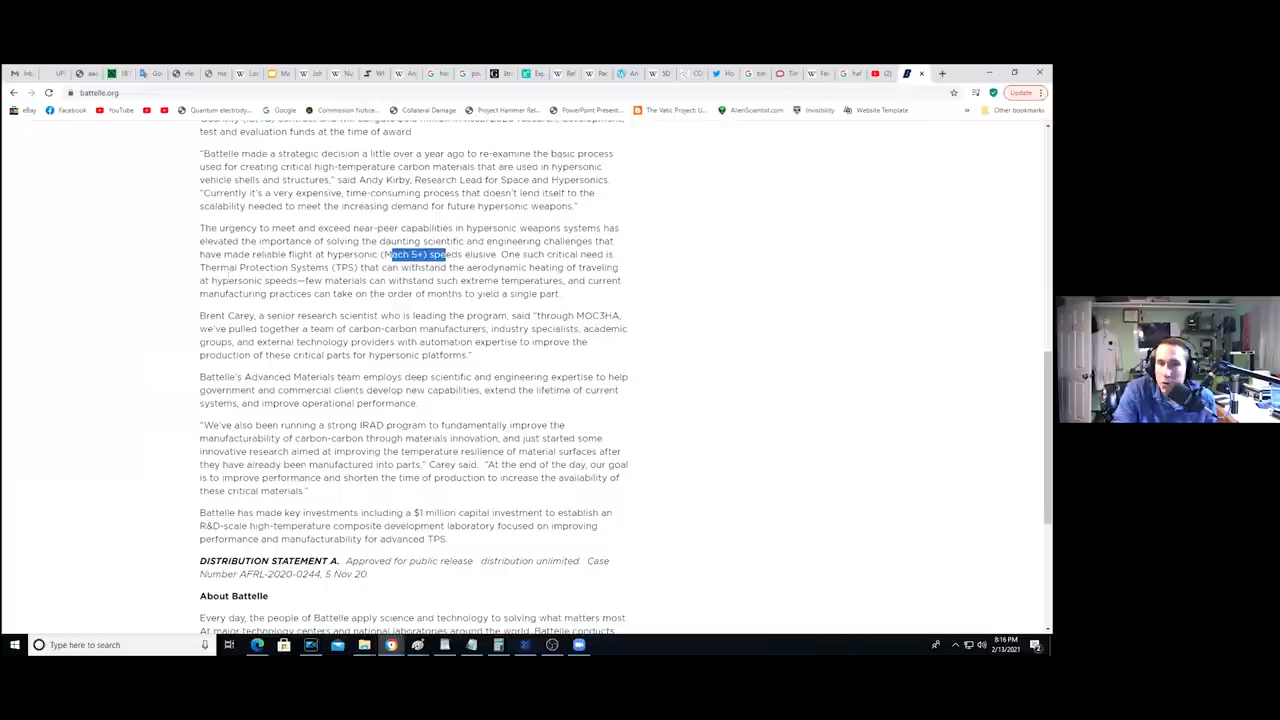 battelle.org
Update
eBay
Facebook
YouTube
Quantum electrody...
Google
Commission Notice...
Collateral Damage
Project Hammer Rel...
PowerPoint Present...
The Vatic Project U...
AlienScientist.com
Invisibility
Website Template
»
Other bookmarks
test and evaluation funds at the time of award
“Battelle made a strategic decision a little over a year ago to re-examine the basic process
used for creating critical high-temperature carbon materials that are used in hypersonic
vehicle shells and structures,” said Andy Kirby, Research Lead for Space and Hypersonics.
“Currently it’s a very expensive, time-consuming process that doesn’t lend itself to the
scalability needed to meet the increasing demand for future hypersonic weapons.”
The urgency to meet and exceed near-peer capabilities in hypersonic weapons systems has
elevated the importance of solving the daunting scientific and engineering challenges that
have made reliable flight at hypersonic (Mach 5+) speeds elusive. One such critical need is
Thermal Protection Systems (TPS) that can withstand the aerodynamic heating of traveling
at hypersonic speeds—few materials can withstand such extreme temperatures, and current
manufacturing practices can take on the order of months to yield a single part.
Brent Carey, a senior research scientist who is leading the program, said “through MOC3HA,
we’ve pulled together a team of carbon-carbon manufacturers, industry specialists, academic
groups, and external technology providers with automation expertise to improve the
production of these critical parts for hypersonic platforms.”
Battelle’s Advanced Materials team employs deep scientific and engineering expertise to help
government and commercial clients develop new capabilities, extend the lifetime of current
systems, and improve operational performance.
“We’ve also been running a strong IRAD program to fundamentally improve the
manufacturability of carbon-carbon through materials innovation, and just started some
innovative research aimed at improving the temperature resilience of material surfaces after
they have already been manufactured into parts,” Carey said. “At the end of the day, our goal
is to improve performance and shorten the time of production to increase the availability of
these critical materials.”
Battelle has made key investments including a $1 million capital investment to establish an
R&D-scale high-temperature composite development laboratory focused on improving
performance and manufacturability for advanced TPS.
DISTRIBUTION STATEMENT A. Approved for public release distribution unlimited. Case
Number AFRL-2020-0244, 5 Nov 20.
About Battelle
Every day, the people of Battelle apply science and technology to solving what matters most.
At major technology centers and national laboratories around the world, Battelle conducts
Type here to search
8:16 PM
2/13/2021